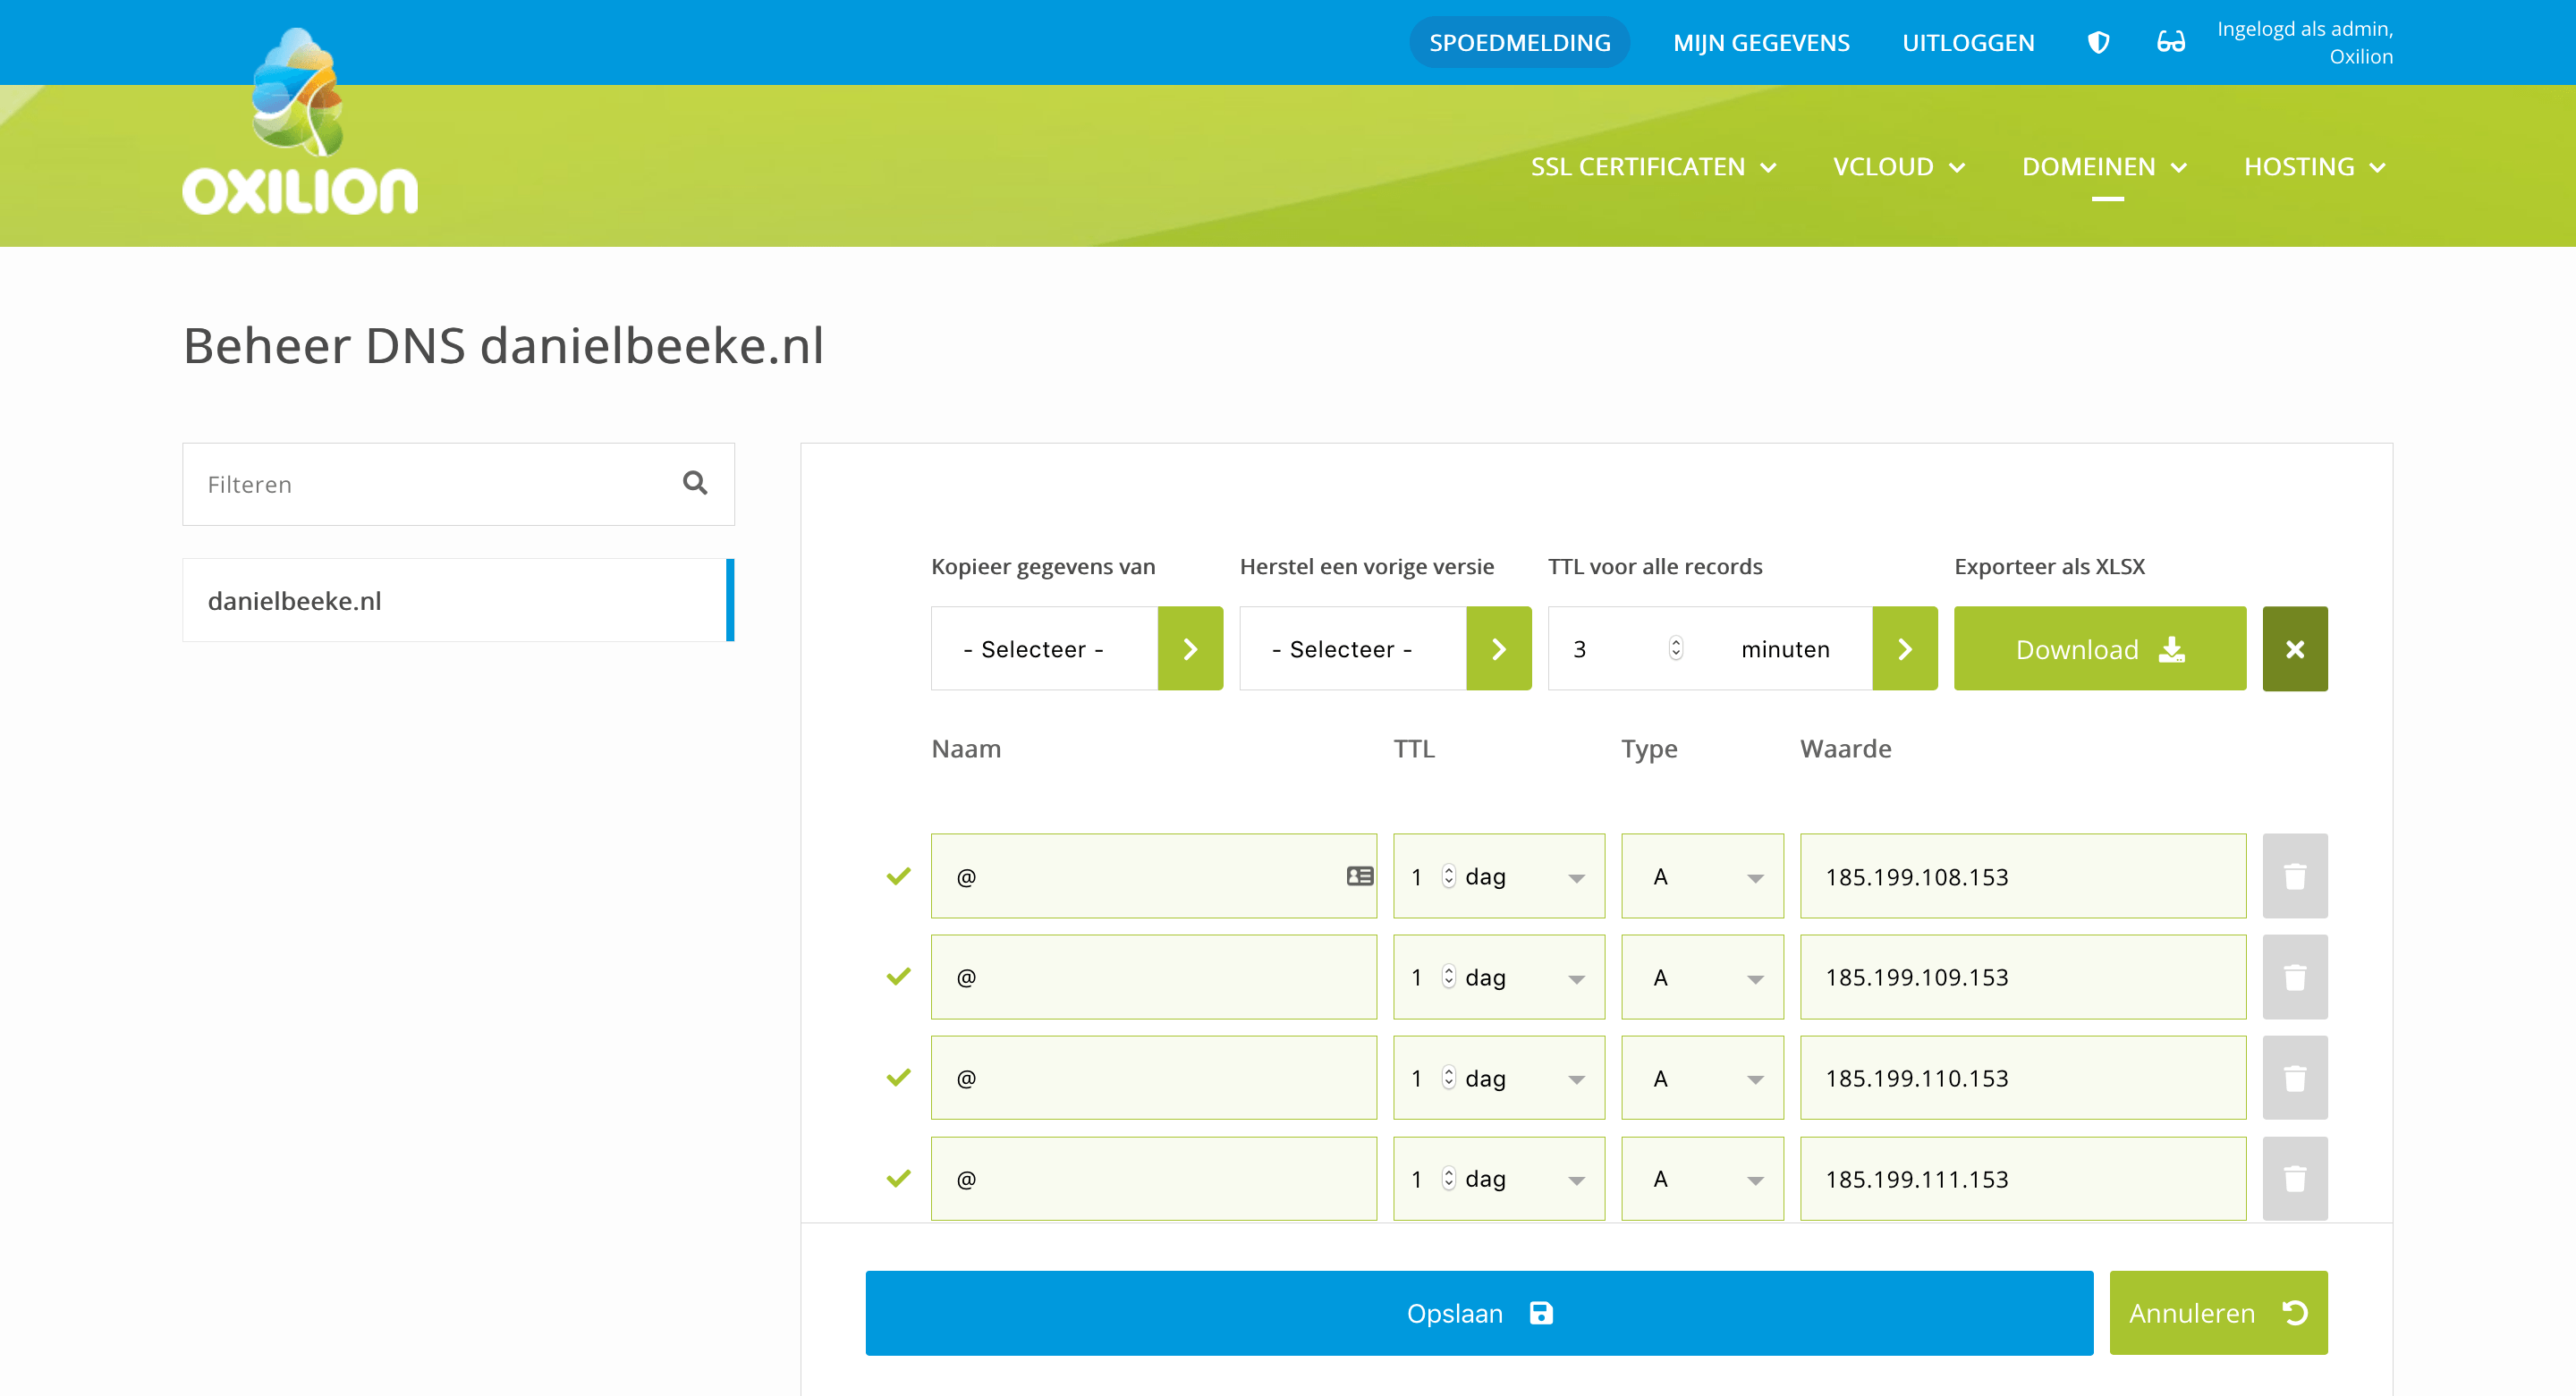 SPOEDMELDING MIJN GEGEVENS UITLOGGEN Ingelogd als admin,
Oxilion
OXILION
SSL CERTIFICATEN VCLOUD DOMEINEN HOSTING
Beheer DNS danielbeeke.nl
Filteren
danielbeeke.nl
Kopieer gegevens van Herstel een vorige versie TTL voor alle records Exporteer als XLSX
- Selecteer - - Selecteer - 3 minuten Download
Naam TTL Type Waarde
@ 1 dag A 185.199.108.153
@ 1 dag A 185.199.109.153
@ 1 dag A 185.199.110.153
@ 1 dag A 185.199.111.153
Opslaan Annuleren